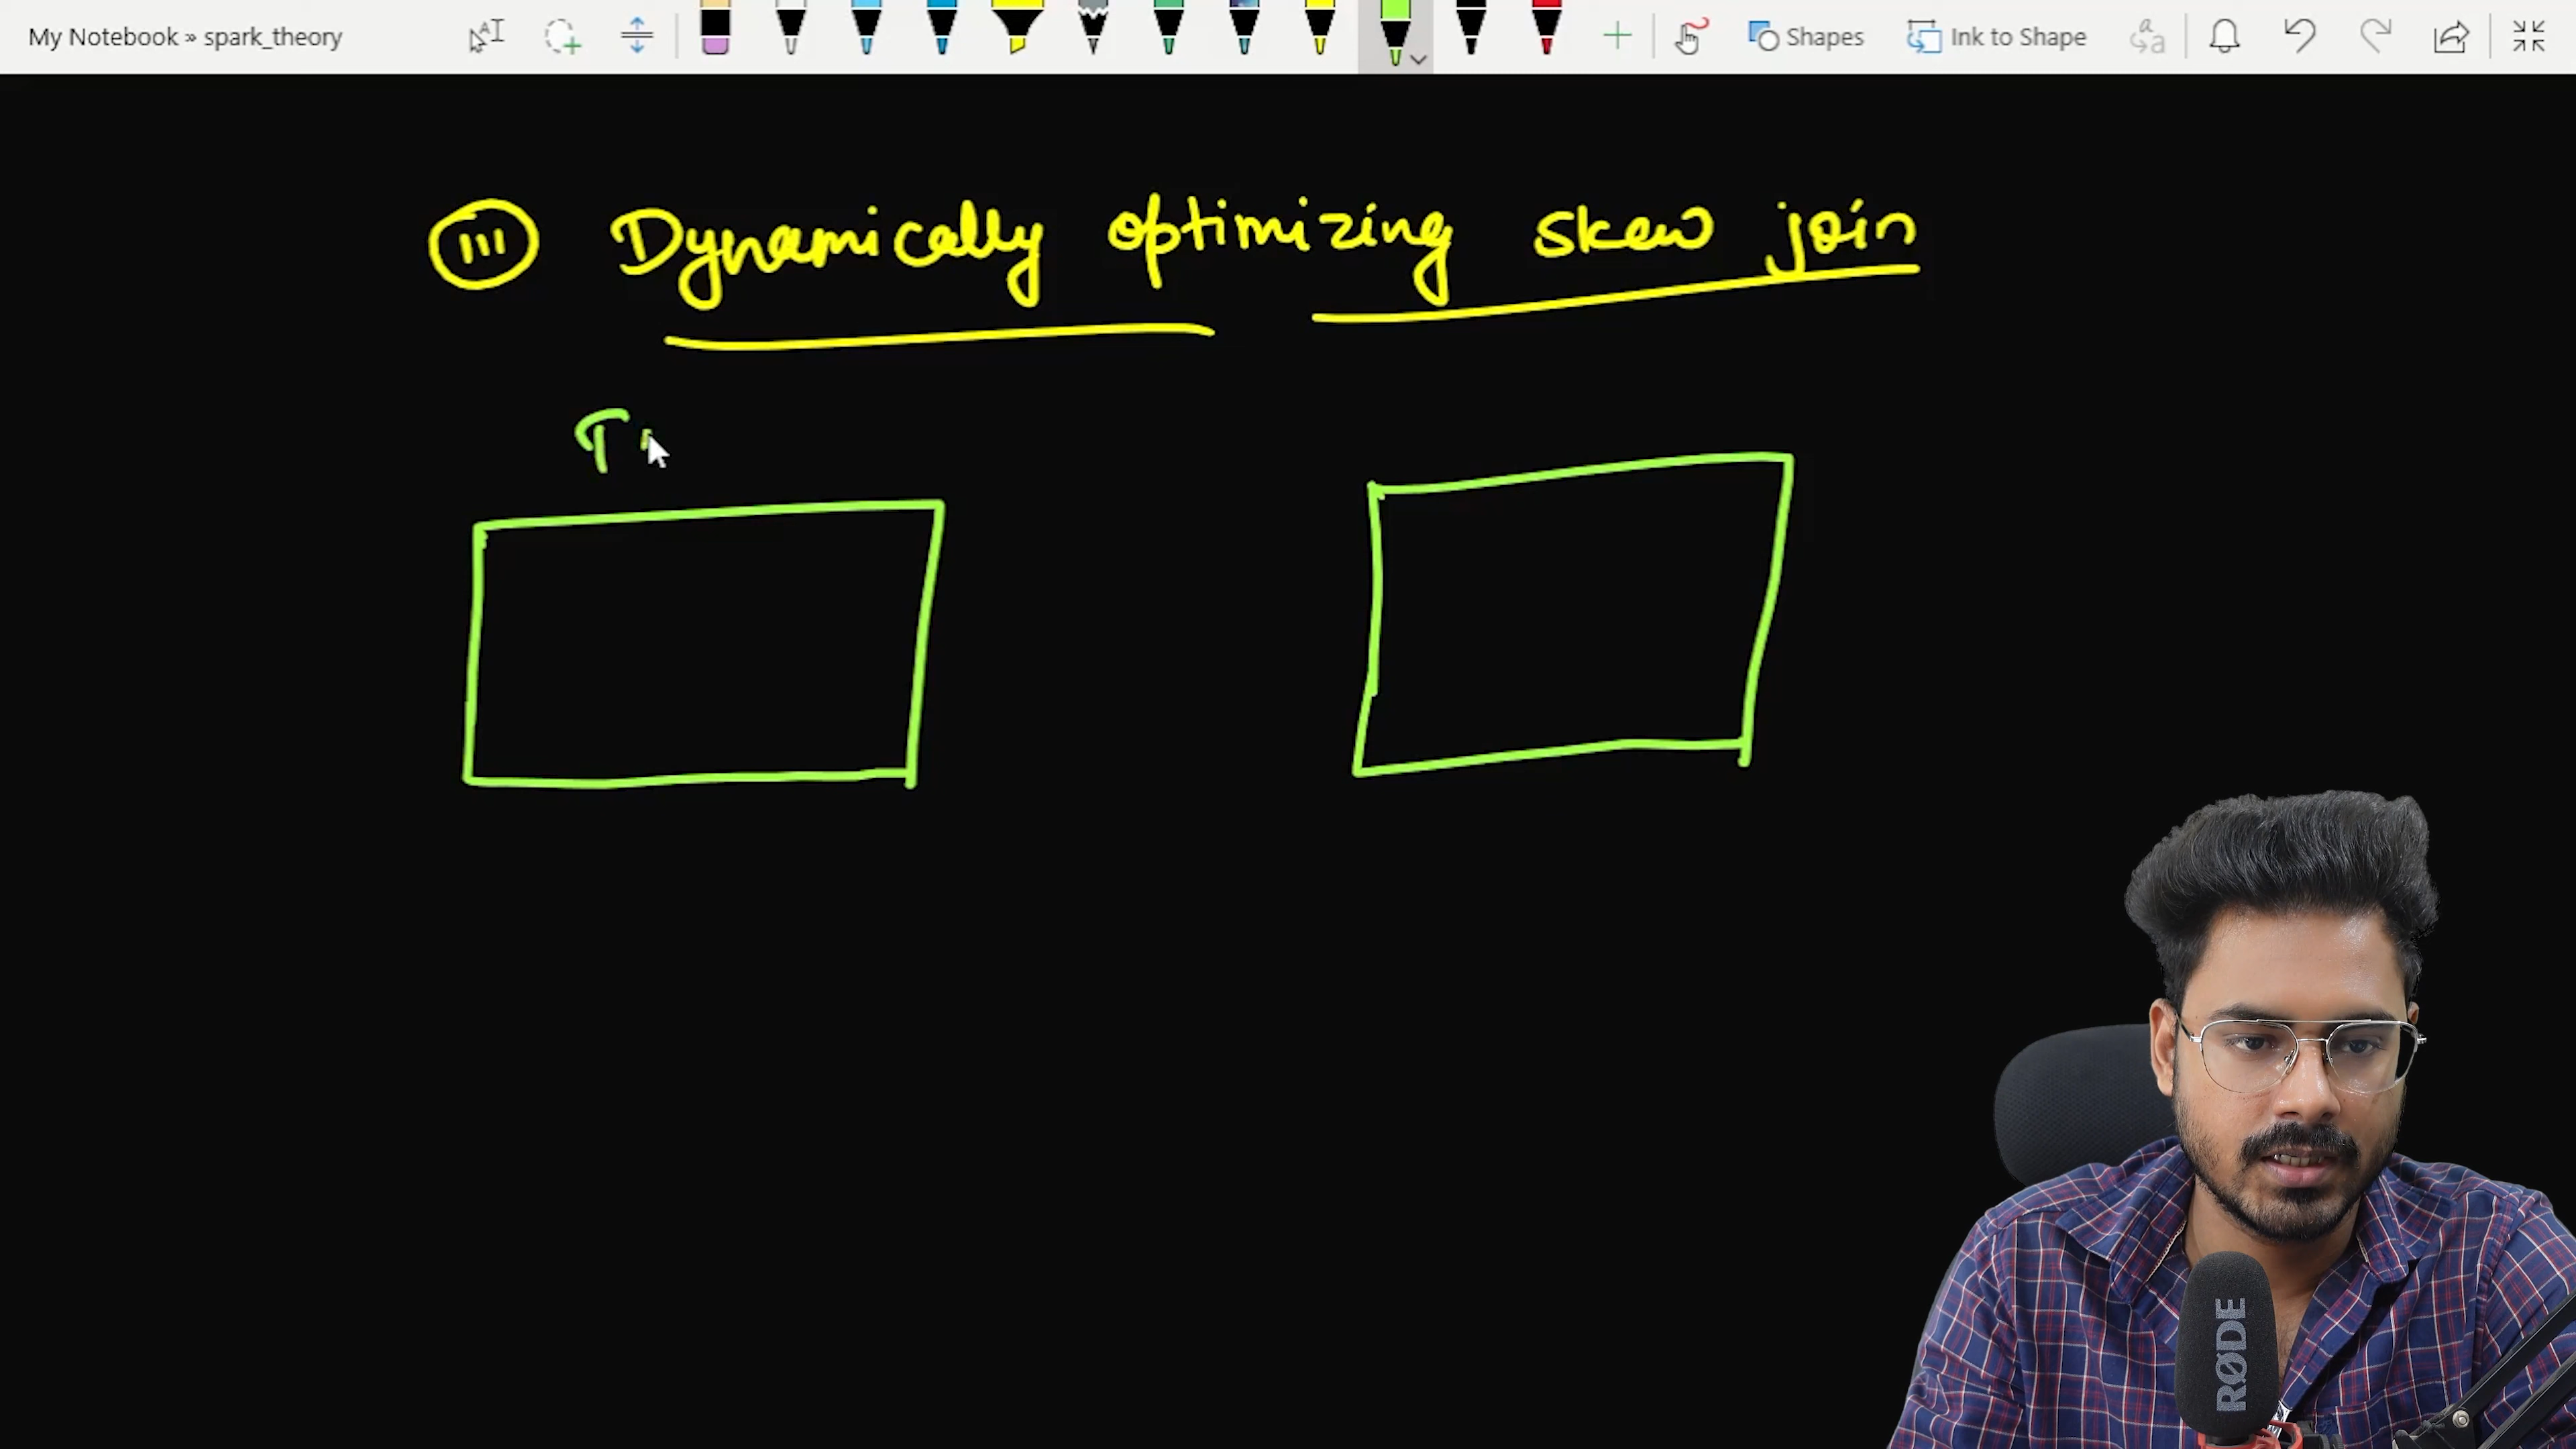 My Notebook » spark_theory
Shapes
Ink to Shape
III Dynamically optimizing skew join
T
RØDE